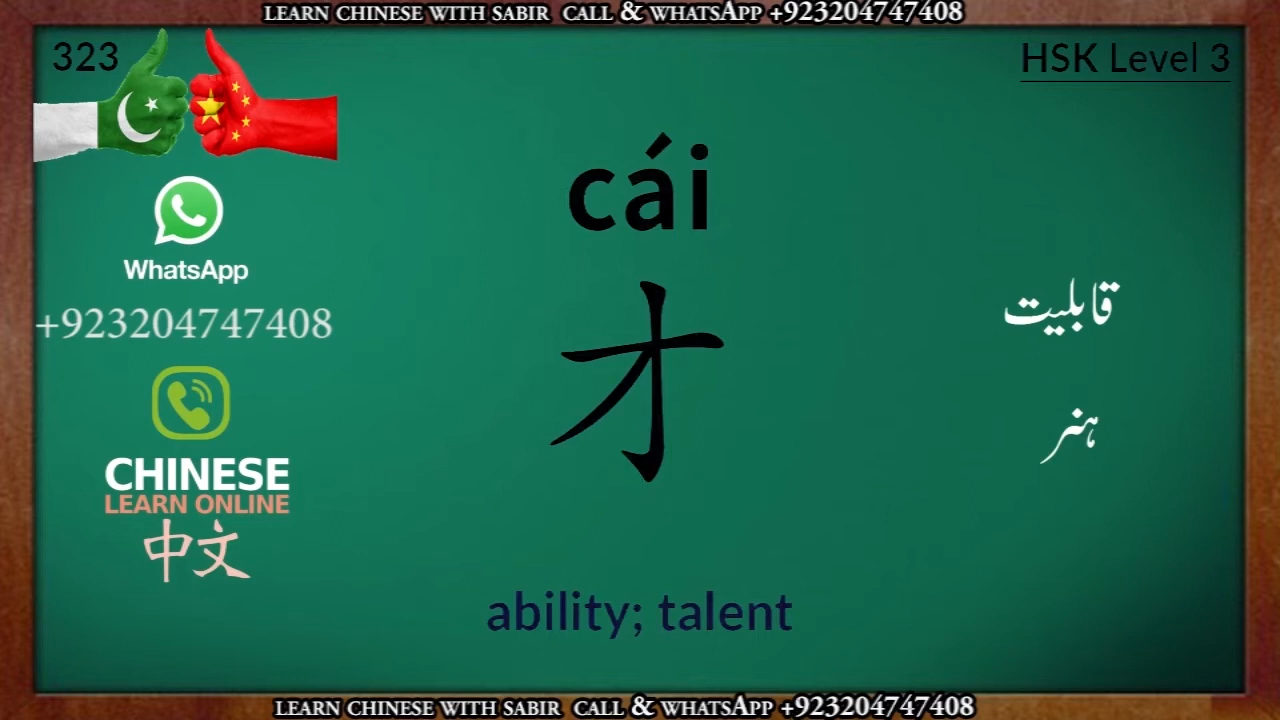 LEARN CHINESE WITH SABIR CALL & WHATSAPP +923204747408
323
HSK Level 3
cái
才
WhatsApp
+923204747408
قابلیت
ہنر
CHINESE
LEARN ONLINE
中文
ability; talent
LEARN CHINESE WITH SABIR CALL & WHATSAPP +923204747408